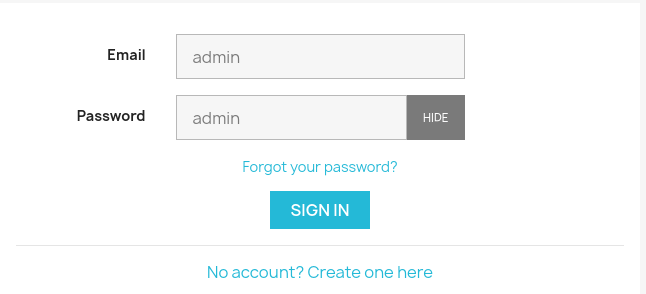 Email admin
Password admin HIDE
Forgot your password?
SIGN IN
No account? Create one here